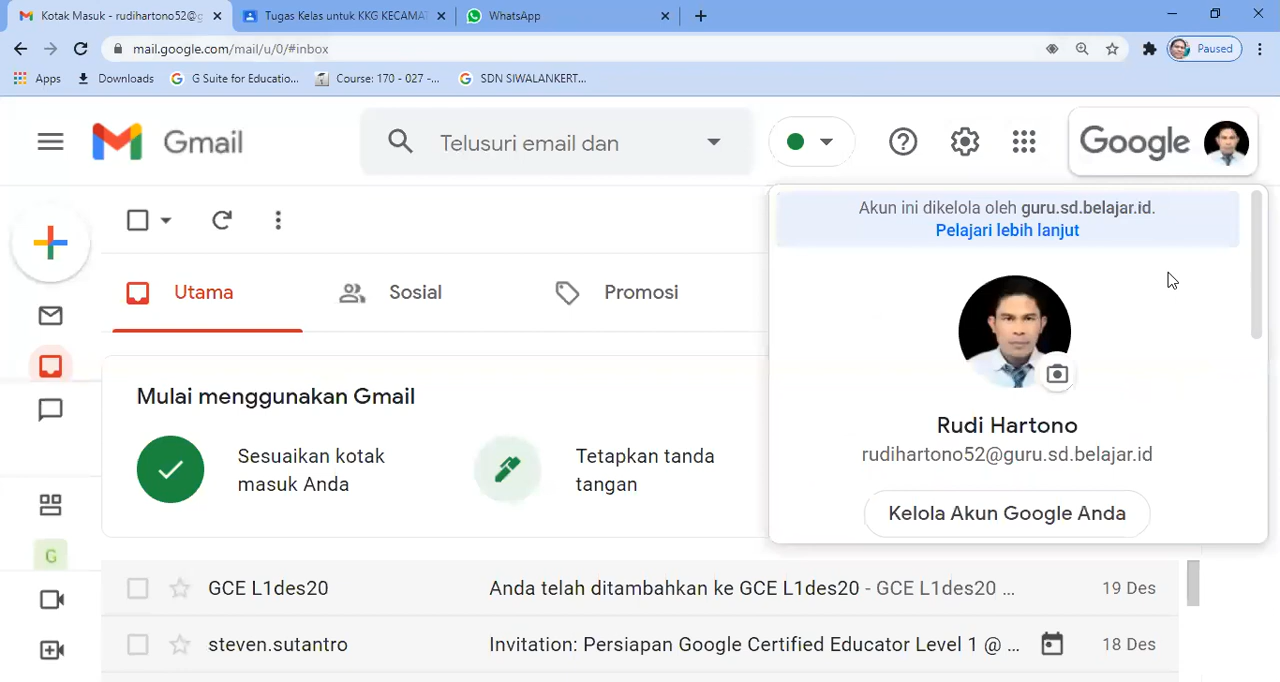 Kotak Masuk - rudihartono52@g
Tugas Kelas untuk KKG KECAMAT
WhatsApp
mail.google.com/mail/u/0/#inbox
Paused
Apps
Downloads
G Suite for Educatio...
Course: 170 - 027 -...
SDN SIWALANKERT...
Gmail
Telusuri email dan
Google
Akun ini dikelola oleh guru.sd.belajar.id.
Pelajari lebih lanjut
Utama
Sosial
Promosi
Mulai menggunakan Gmail
Sesuaikan kotak
masuk Anda
Tetapkan tanda
tangan
Rudi Hartono
rudihartono52@guru.sd.belajar.id
Kelola Akun Google Anda
G
GCE L1des20 Anda telah ditambahkan ke GCE L1des20 - GCE L1des20 ... 19 Des
steven.sutantro Invitation: Persiapan Google Certified Educator Level 1 @ ... 18 Des